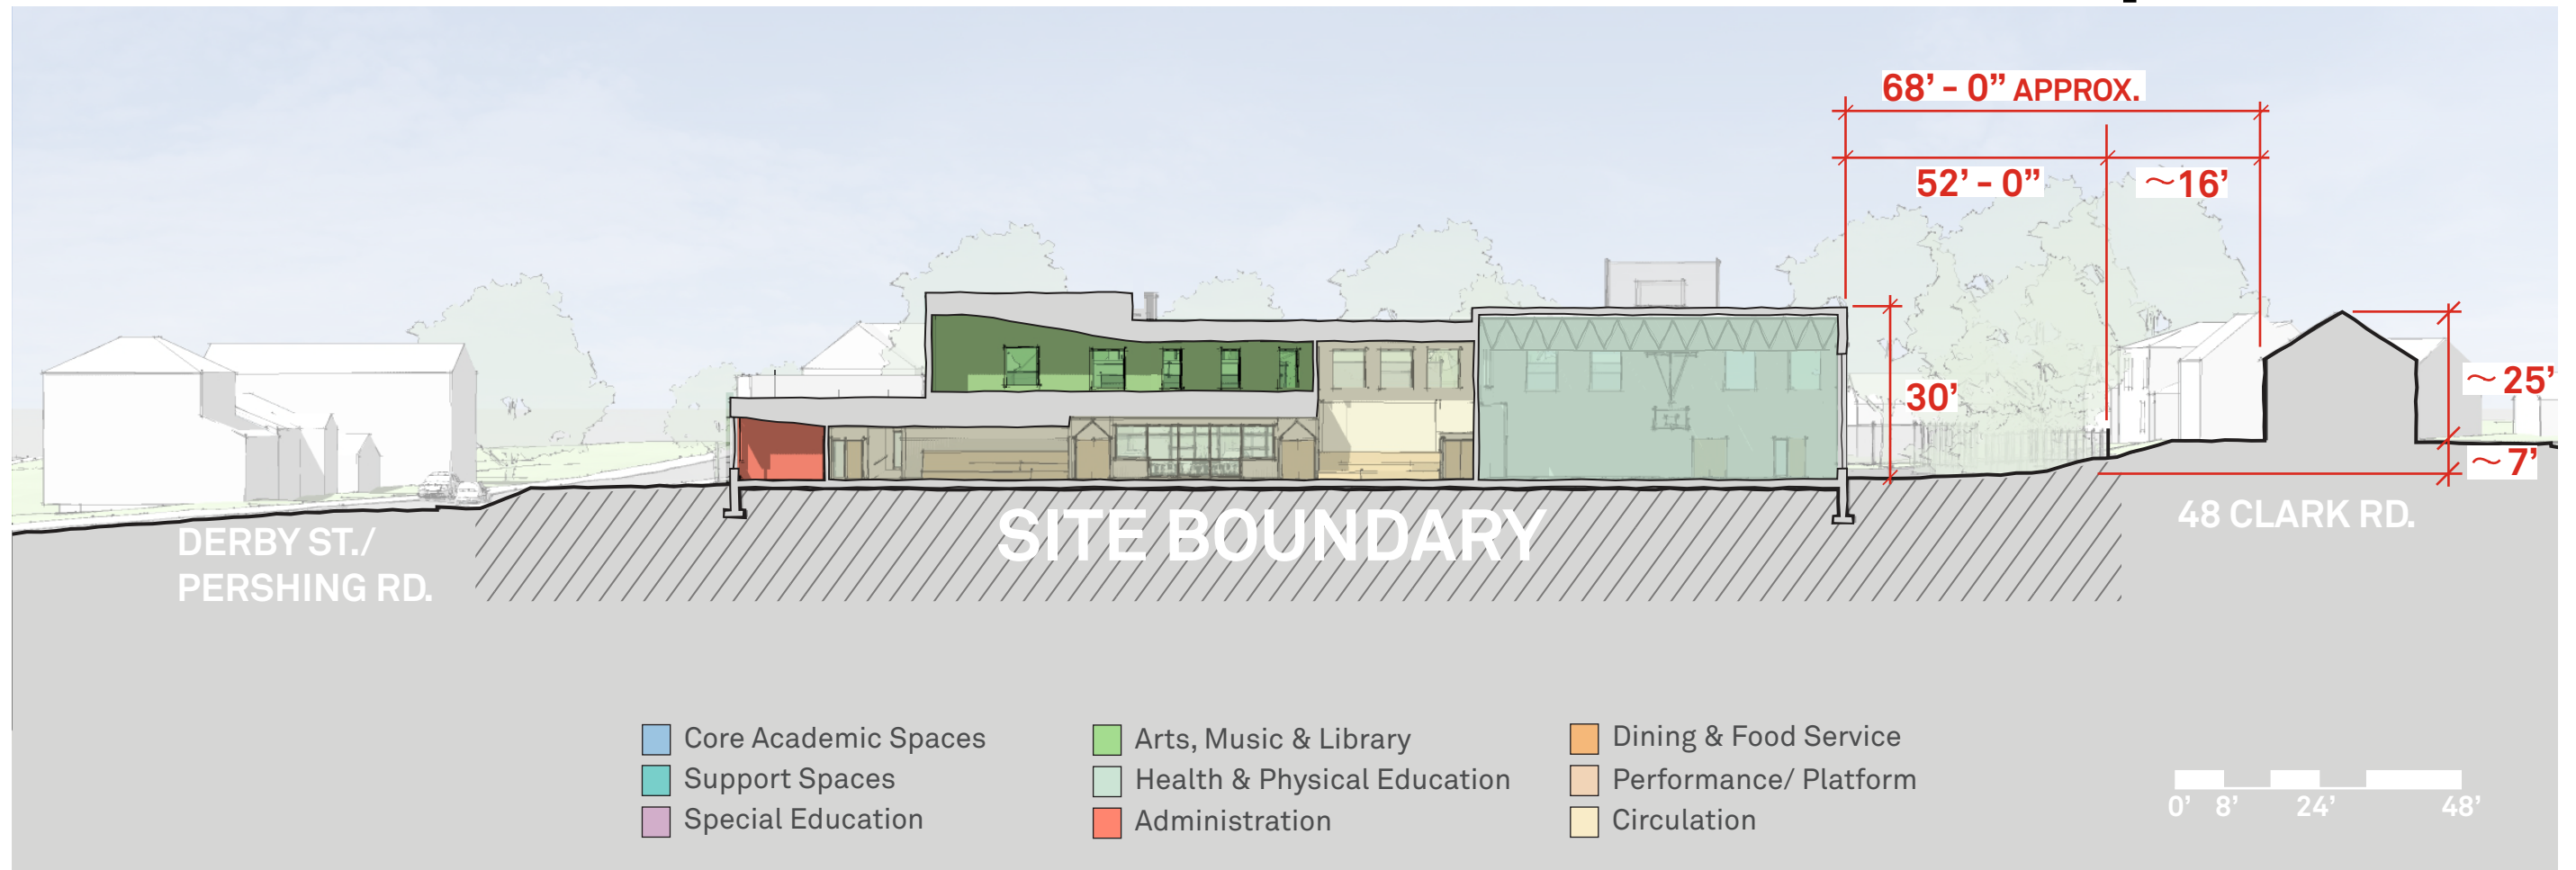 68’ - 0” APPROX.
52’ - 0”
~16’
30’
~ 25’
~ 7’
48 CLARK RD.
DERBY ST./
PERSHING RD.
SITE BOUNDARY
Core Academic Spaces
Support Spaces
Special Education
Arts, Music & Library
Health & Physical Education
Administration
Dining & Food Service
Performance/ Platform
Circulation
0’ 8’ 24’ 48’